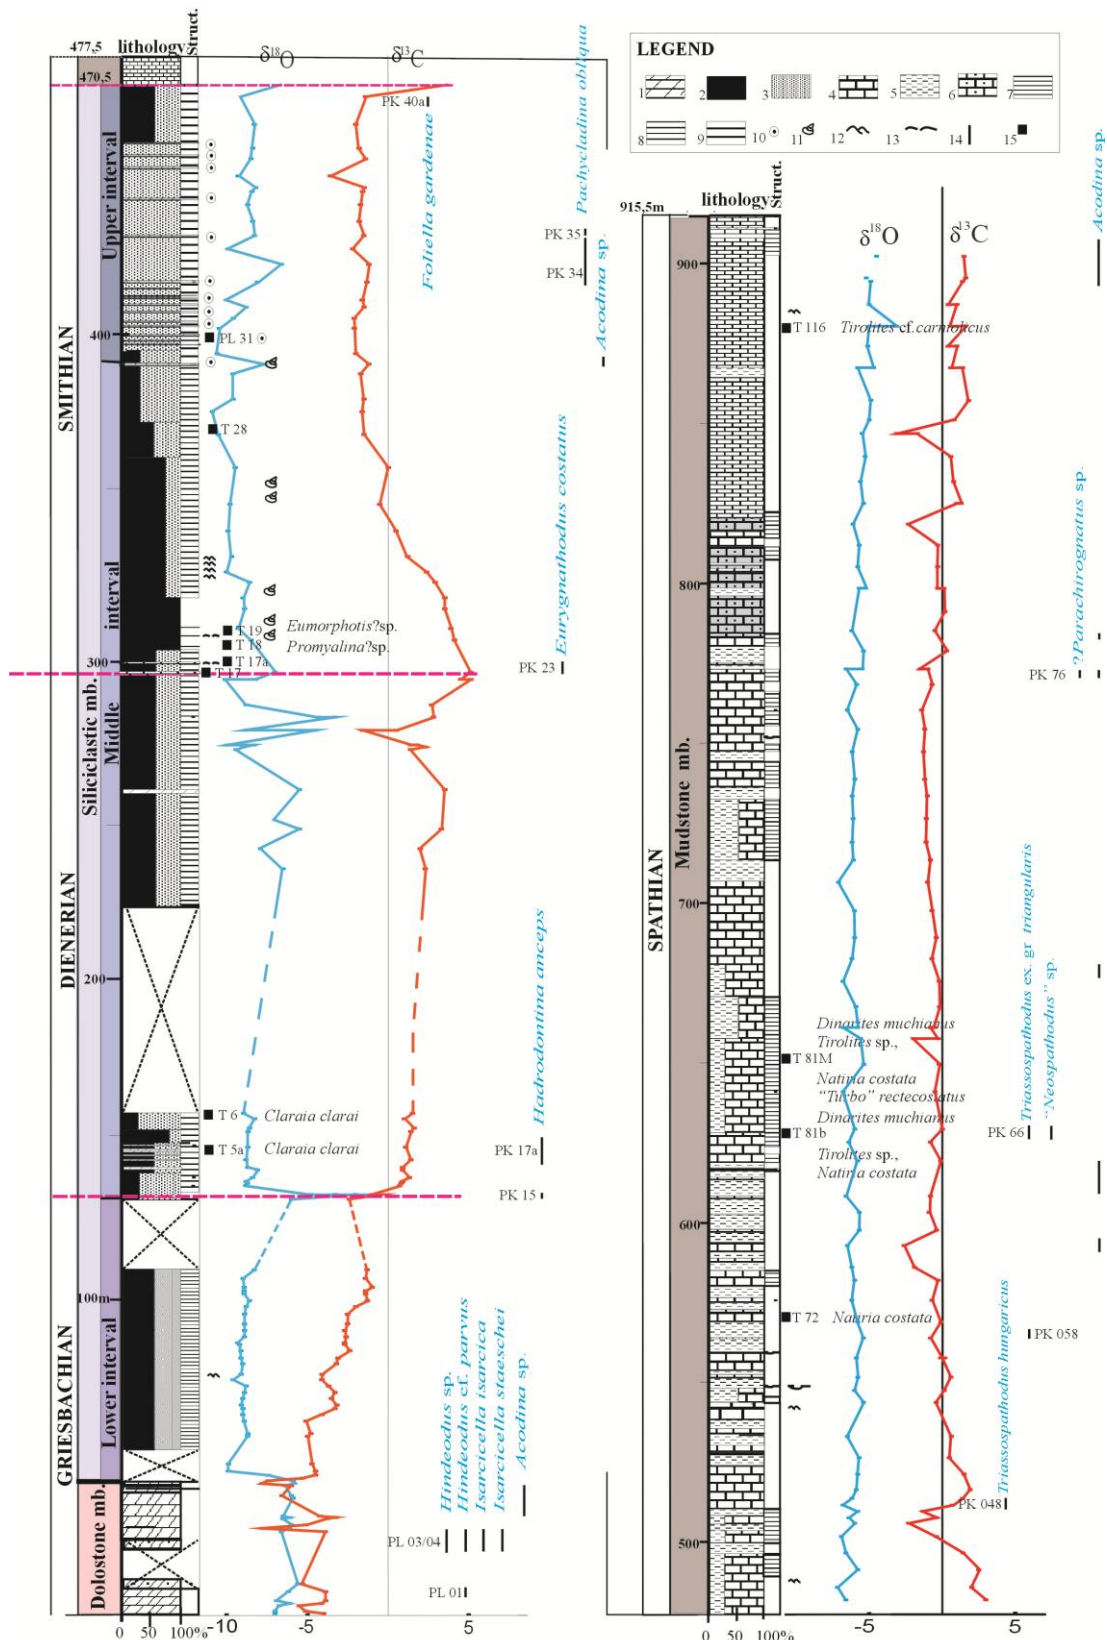 477,5
lithology
Struct.
δ18O
δ13C
470,5
PK 40a
Foliella gardenae
Pachycladina obliqua
PK 35
PK 34
Acodina sp.
400
PL 31
T 28
Eurygnathodus costatus
T 19
Eumorphotis?sp.
T 18
Promyalina?sp.
T 17a
300
T 17
PK 23
SMITHIAN
Upper interval
interval
Middle
Siliciclastic mb.
DIENERIAN
200
Hadrodontina anceps
T 6
Claraia clarai
T 5a
Claraia clarai
PK 17a
PK 15
100m
GRIESBACHIAN
Lower interval
Dolostone mb.
Hindeodus sp.
Hindeodus cf. parvus
Isarcicella isarcica
Isarcicella staeschei
Acodina sp.
PL 03/04
PL 01
-10
-5
5
0 50 100%
LEGEND
1 2 3 4 5 6 7
8 9 10 11 12 13 14 15
Acodina sp.
lithology
Struct.
915,5m
δ18O
δ13C
900
T 116
Tirolites cf.carniolicus
800
?Parachirognatus sp.
PK 76
SPATHIAN
Mudstone mb.
700
Triassospathodus ex. gr triangularis
"Neospathodus" sp.
Dinarites muchianus
Tirolites sp.,
T 81M
Natiria costata
"Turbo" rectecostatus
Dinarites muchianus
T 81b
PK 66
Tirolites sp.,
Natiria costata
600
T 72
Natiria costata
PK 058
Triassospathodus hungaricus
PK 048
500
-5
5
0 50 100%